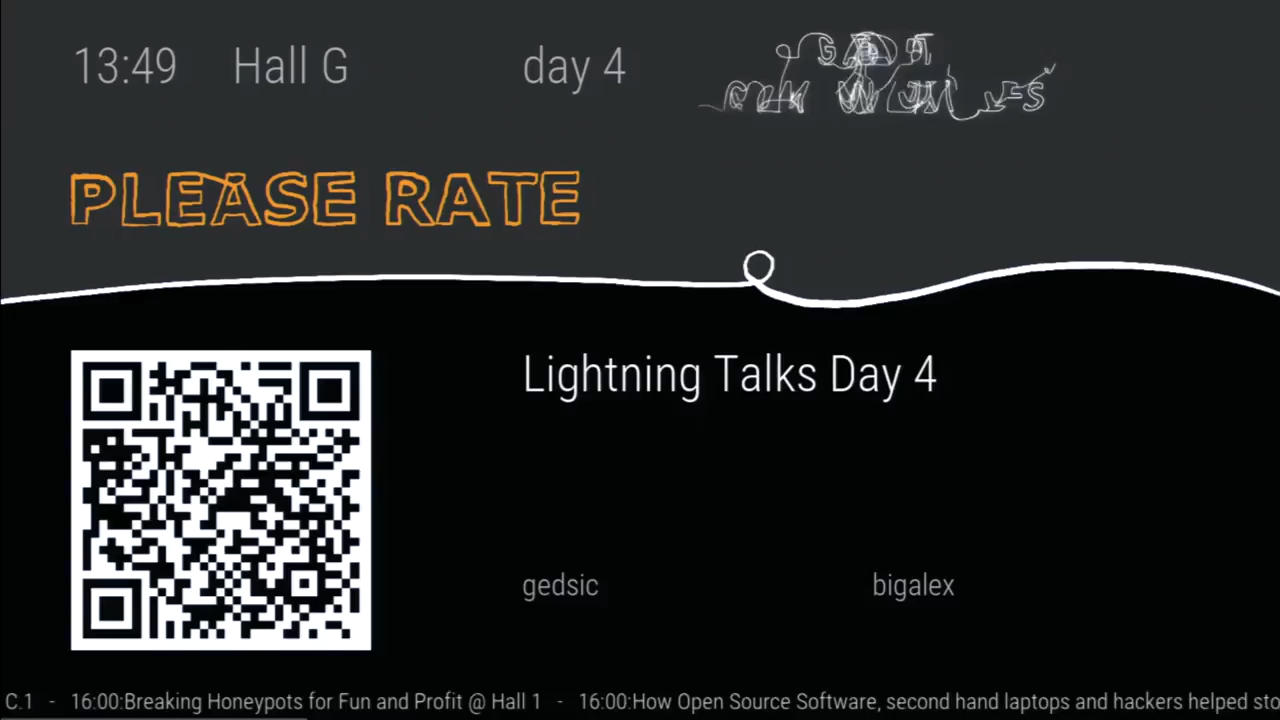 13:49 Hall G day 4
PLEASE RATE
Lightning Talks Day 4
gedsic bigalex
C.1 - 16:00:Breaking Honeypots for Fun and Profit @ Hall 1 - 16:00:How Open Source Software, second hand laptops and hackers helped sto